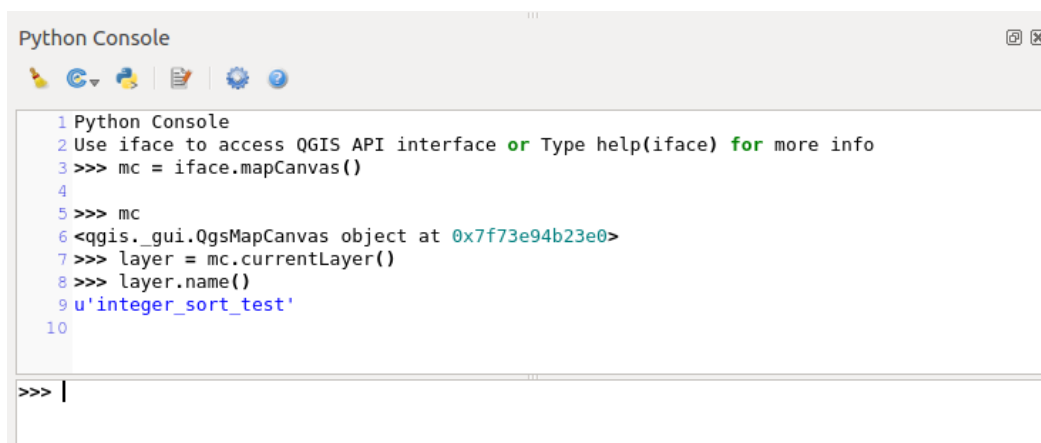 Python Console
1 Python Console
2 Use iface to access QGIS API interface or Type help(iface) for more info
3 >>> mc = iface.mapCanvas()
4
5 >>> mc
6 <qgis._gui.QgsMapCanvas object at 0x7f73e94b23e0>
7 >>> layer = mc.currentLayer()
8 >>> layer.name()
9 u'integer_sort_test'
10
>>>